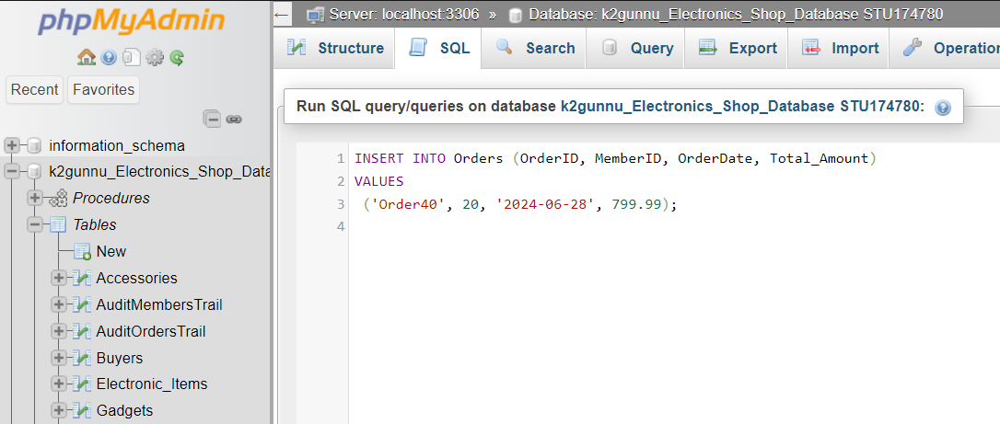 phpMyAdmin
Recent Favorites
information_schema
k2gunnu_Electronics_Shop_Data
Procedures
Tables
New
Accessories
AuditMembersTrail
AuditOrdersTrail
Buyers
Electronic_Items
Gadgets
Server: localhost:3306 » Database: k2gunnu_Electronics_Shop_Database STU174780
Structure SQL Search Query Export Import Operation
Run SQL query/queries on database k2gunnu_Electronics_Shop_Database STU174780:
1 INSERT INTO Orders (OrderID, MemberID, OrderDate, Total_Amount)
2 VALUES
3 ('Order40', 20, '2024-06-28', 799.99);
4